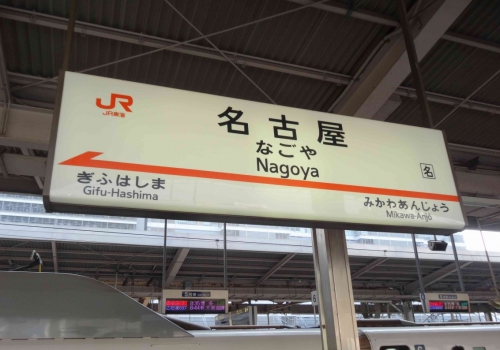 JR
JR東海
名古屋
なごや
Nagoya
名
ぎふはしま
Gifu-Hashima
みかわあんじょう
Mikawa-Anjō